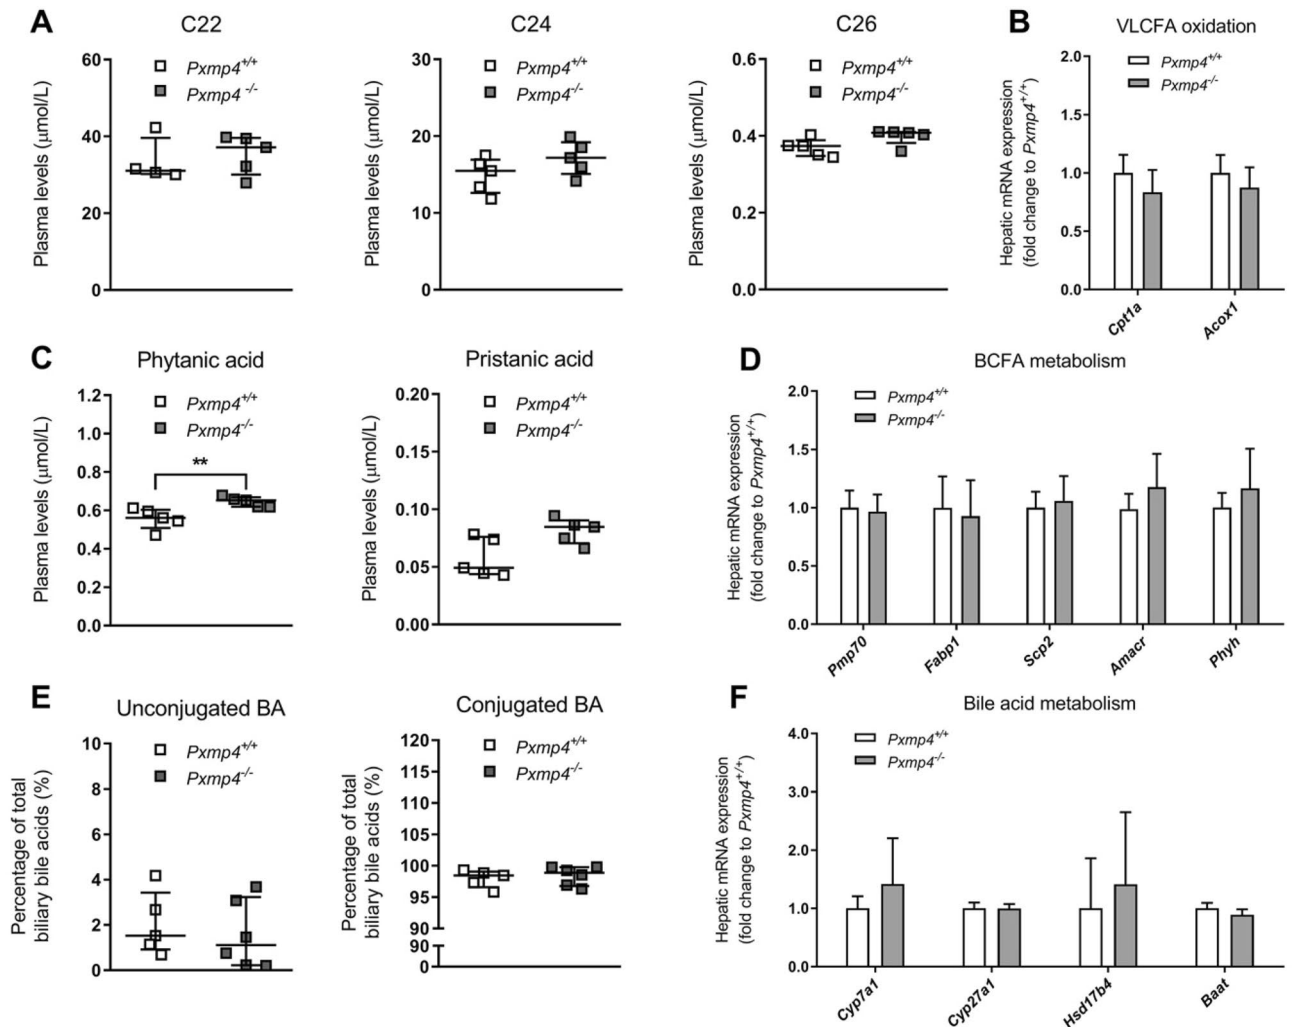 A
C22
Plasma levels (μmol/L)
60
40
20
0
Pxmp4+/+
Pxmp4 -/-
C24
Plasma levels (μmol/L)
30
20
10
0
Pxmp4+/+
Pxmp4-/-
C26
Plasma levels (μmol/L)
0.6
0.4
0.2
0.0
Pxmp4+/+
Pxmp4-/-
B
VLCFA oxidation
Hepatic mRNA expression
(fold change to Pxmp4+/+)
2.0
1.5
1.0
0.5
0.0
Pxmp4+/+
Pxmp4-/-
Cpt1a
Acox1
C
Phytanic acid
Plasma levels (μmol/L)
1.2
1.0
0.8
0.6
0.4
0.2
0.0
Pxmp4+/+
Pxmp4-/-
**
Pristanic acid
Plasma levels (μmol/L)
0.20
0.15
0.10
0.05
0.00
Pxmp4+/+
Pxmp4-/-
D
BCFA metabolism
Hepatic mRNA expression
(fold change to Pxmp4+/+)
2.0
1.5
1.0
0.5
0.0
Pxmp4+/+
Pxmp4-/-
Pmp70
Fabp1
Scp2
Amacr
Phyh
E
Unconjugated BA
Percentage of total
biliary bile acids (%)
10
8
6
4
2
0
Pxmp4+/+
Pxmp4-/-
Conjugated BA
Percentage of total
biliary bile acids (%)
120
115
110
105
100
95
90
90
0
Pxmp4+/+
Pxmp4-/-
F
Bile acid metabolism
Hepatic mRNA expression
(fold change to Pxmp4+/+)
4.0
3.0
2.0
1.0
0.0
Pxmp4+/+
Pxmp4-/-
Cyp7a1
Cyp27a1
Hsd17b4
Baat